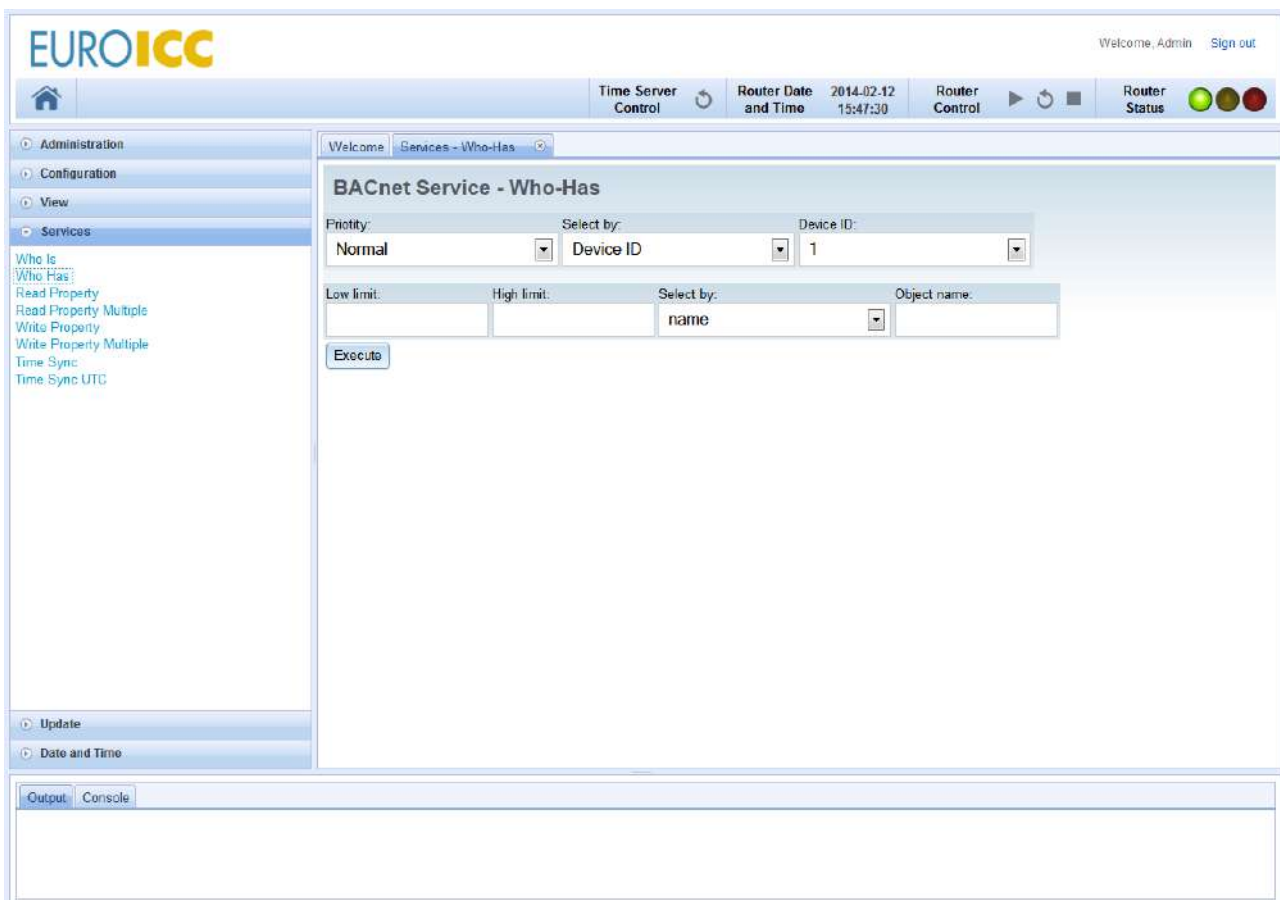 EUROICC
Welcome, Admin Sign out
Time Server Control
Router Date and Time
2014-02-12 15:47:30
Router Control
Router Status
Administration
Configuration
View
Services
Who Is
Who Has
Read Property
Read Property Multiple
Write Property
Write Property Multiple
Time Sync
Time Sync UTC
Update
Date and Time
Welcome Services - Who-Has
BACnet Service - Who-Has
Priotity: Select by: Device ID:
Normal Device ID 1
Low limit: High limit: Select by: Object name:
name
Execute
Output Console